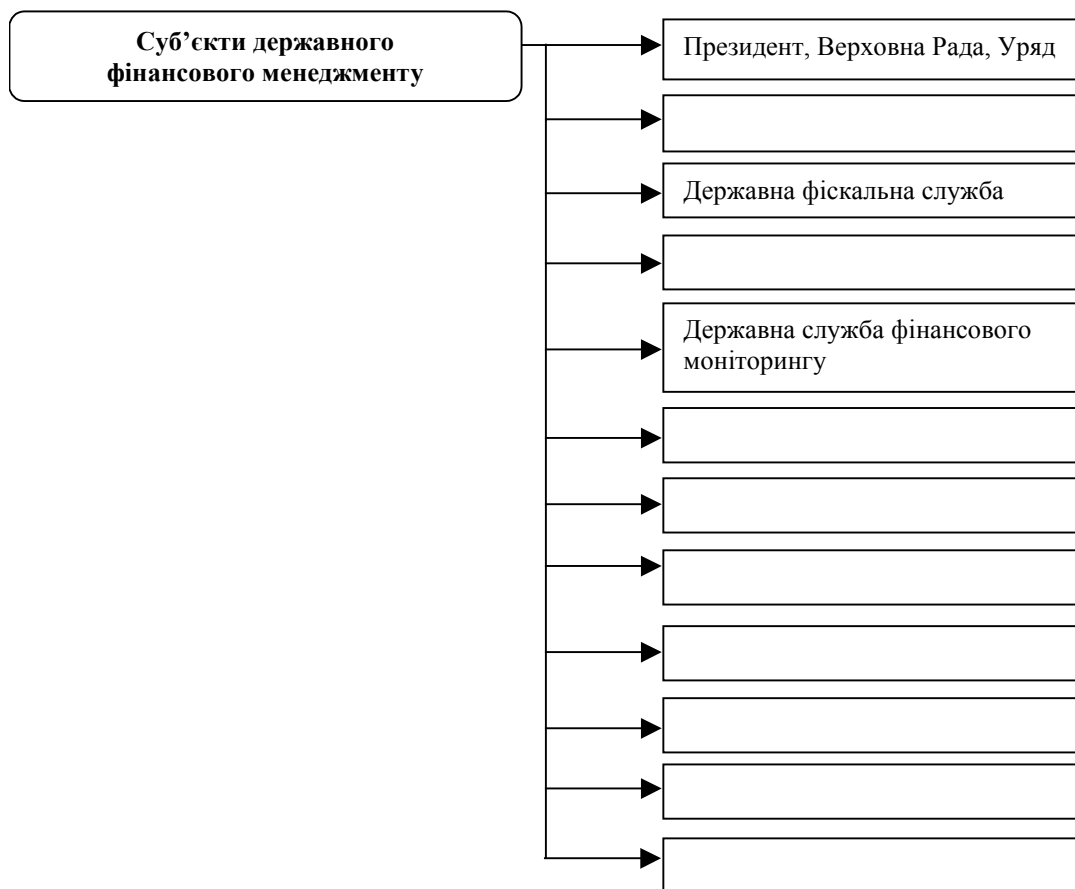 Суб’єкти державного
фінансового менеджменту
Президент, Верховна Рада, Уряд
Державна фіскальна служба
Державна служба фінансового
моніторингу